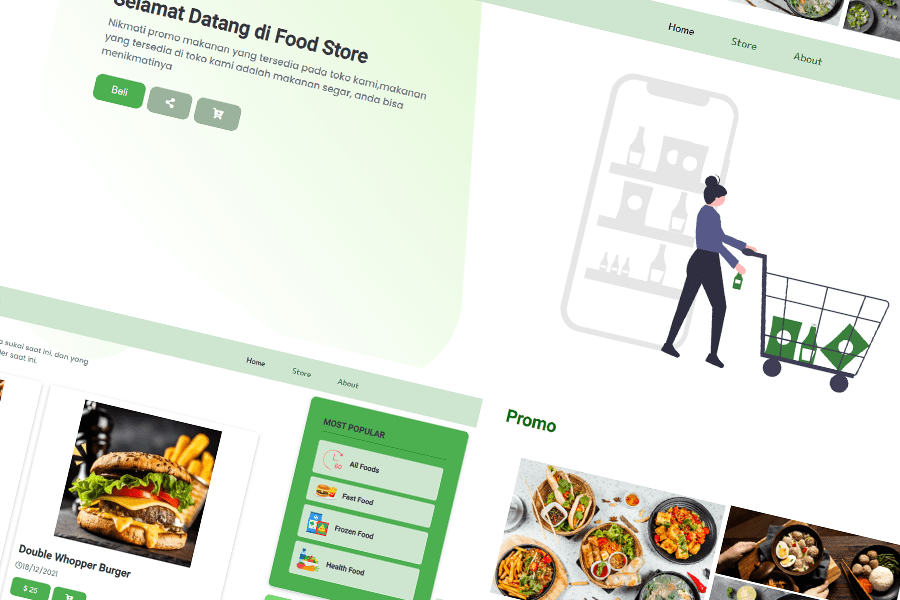 Selamat Datang di Food Store
Nikmati promo makanan yang tersedia pada toko kami,makanan
yang tersedia di toko kami adalah makanan segar, anda bisa
menikmatinya
Beli
Home
Store
About
sukai saat ini, dan yang
saat ini.
Home
Store
About
Double Whopper Burger
18/12/2021
$ 25
MOST POPULAR
All Foods
Fast Food
Frozen Food
Health Food
Promo